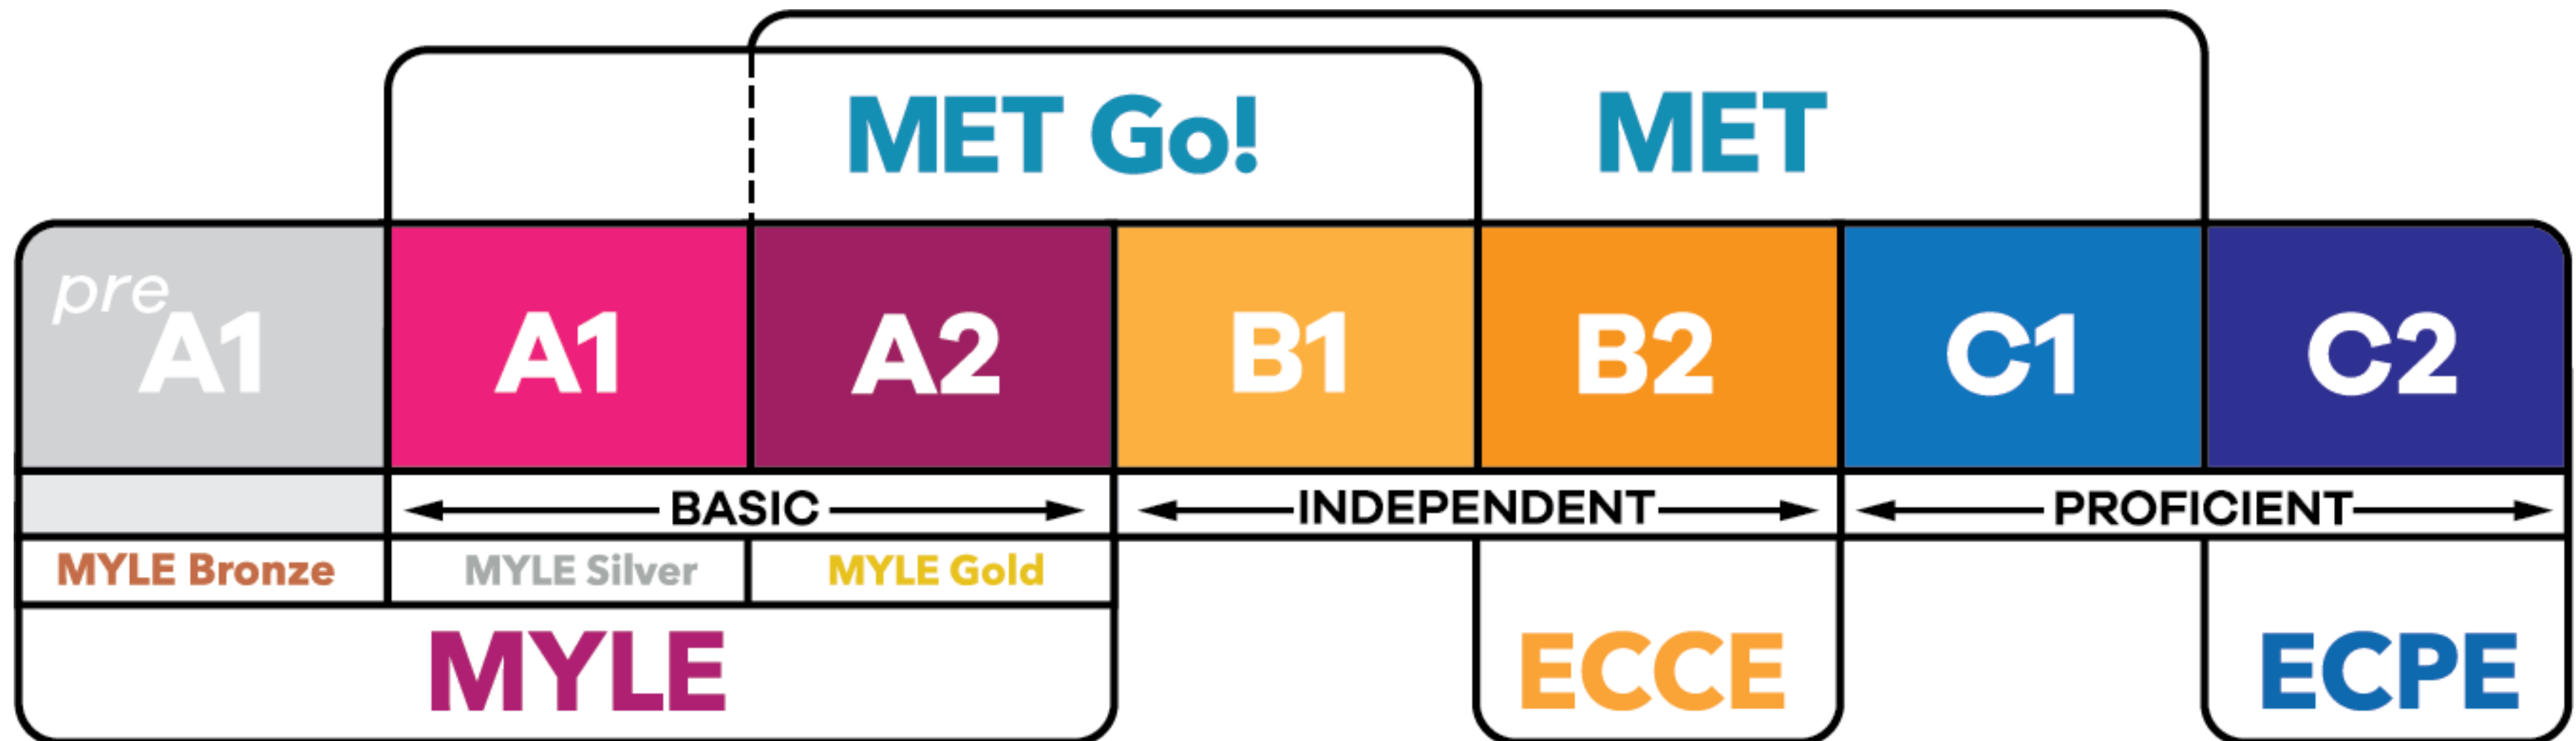 MET Go! MET
pre A1 A1 A2 B1 B2 C1 C2
BASIC INDEPENDENT PROFICIENT
MYLE Bronze MYLE Silver MYLE Gold
MYLE ECCE ECPE